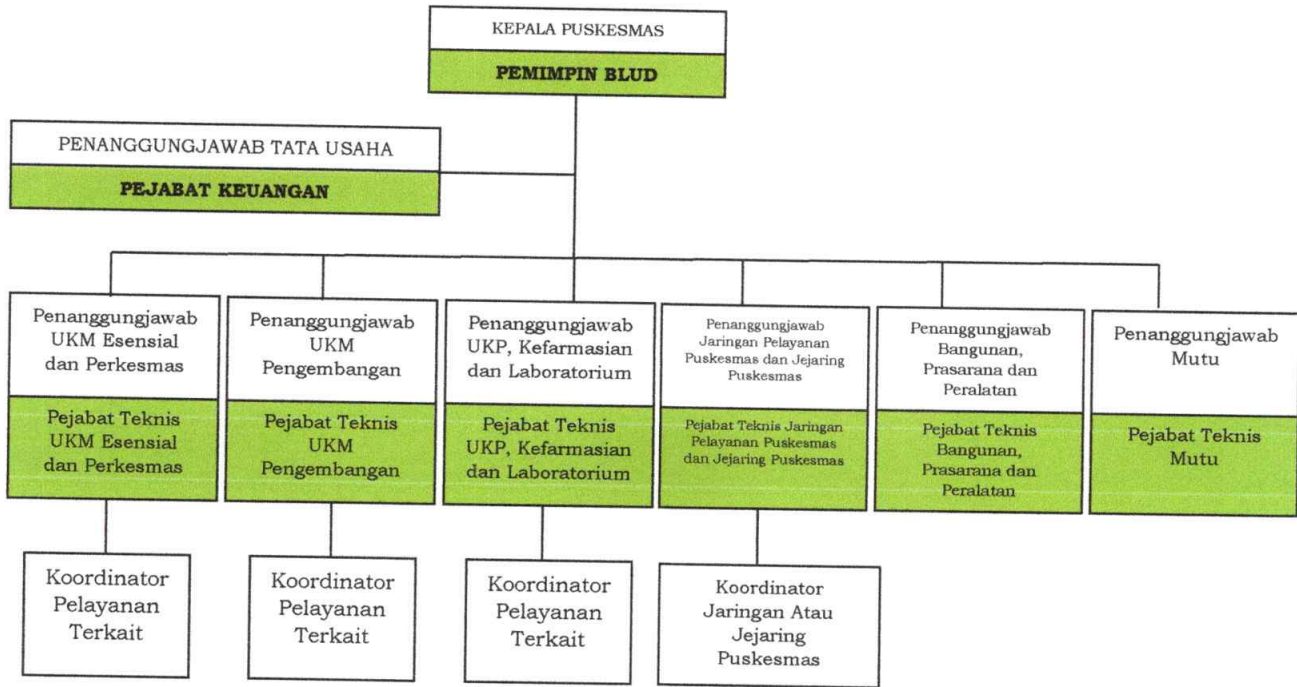 KEPALA PUSKESMAS
PEMIMPIN BLUD
PENANGGUNGJAWAB TATA USAHA
PEJABAT KEUANGAN
Penanggungjawab
UKM Esensial
dan Perkesmas
Pejabat Teknis
UKM Esensial
dan Perkesmas
Penanggungjawab
UKM
Pengembangan
Pejabat Teknis
UKM
Pengembangan
Penanggungjawab
UKP, Kefarmasian
dan Laboratorium
Pejabat Teknis
UKP, Kefarmasian
dan Laboratorium
Penanggungjawab
Jaringan Pelayanan
Puskesmas dan Jejaring
Puskesmas
Pejabat Teknis Jaringan
Pelayanan Puskesmas
dan Jejaring Puskesmas
Penanggungjawab
Bangunan,
Prasarana dan
Peralatan
Pejabat Teknis
Bangunan,
Prasarana dan
Peralatan
Penanggungjawab
Mutu
Pejabat Teknis
Mutu
Koordinator
Pelayanan
Terkait
Koordinator
Pelayanan
Terkait
Koordinator
Pelayanan
Terkait
Koordinator
Jaringan Atau
Jejaring
Puskesmas